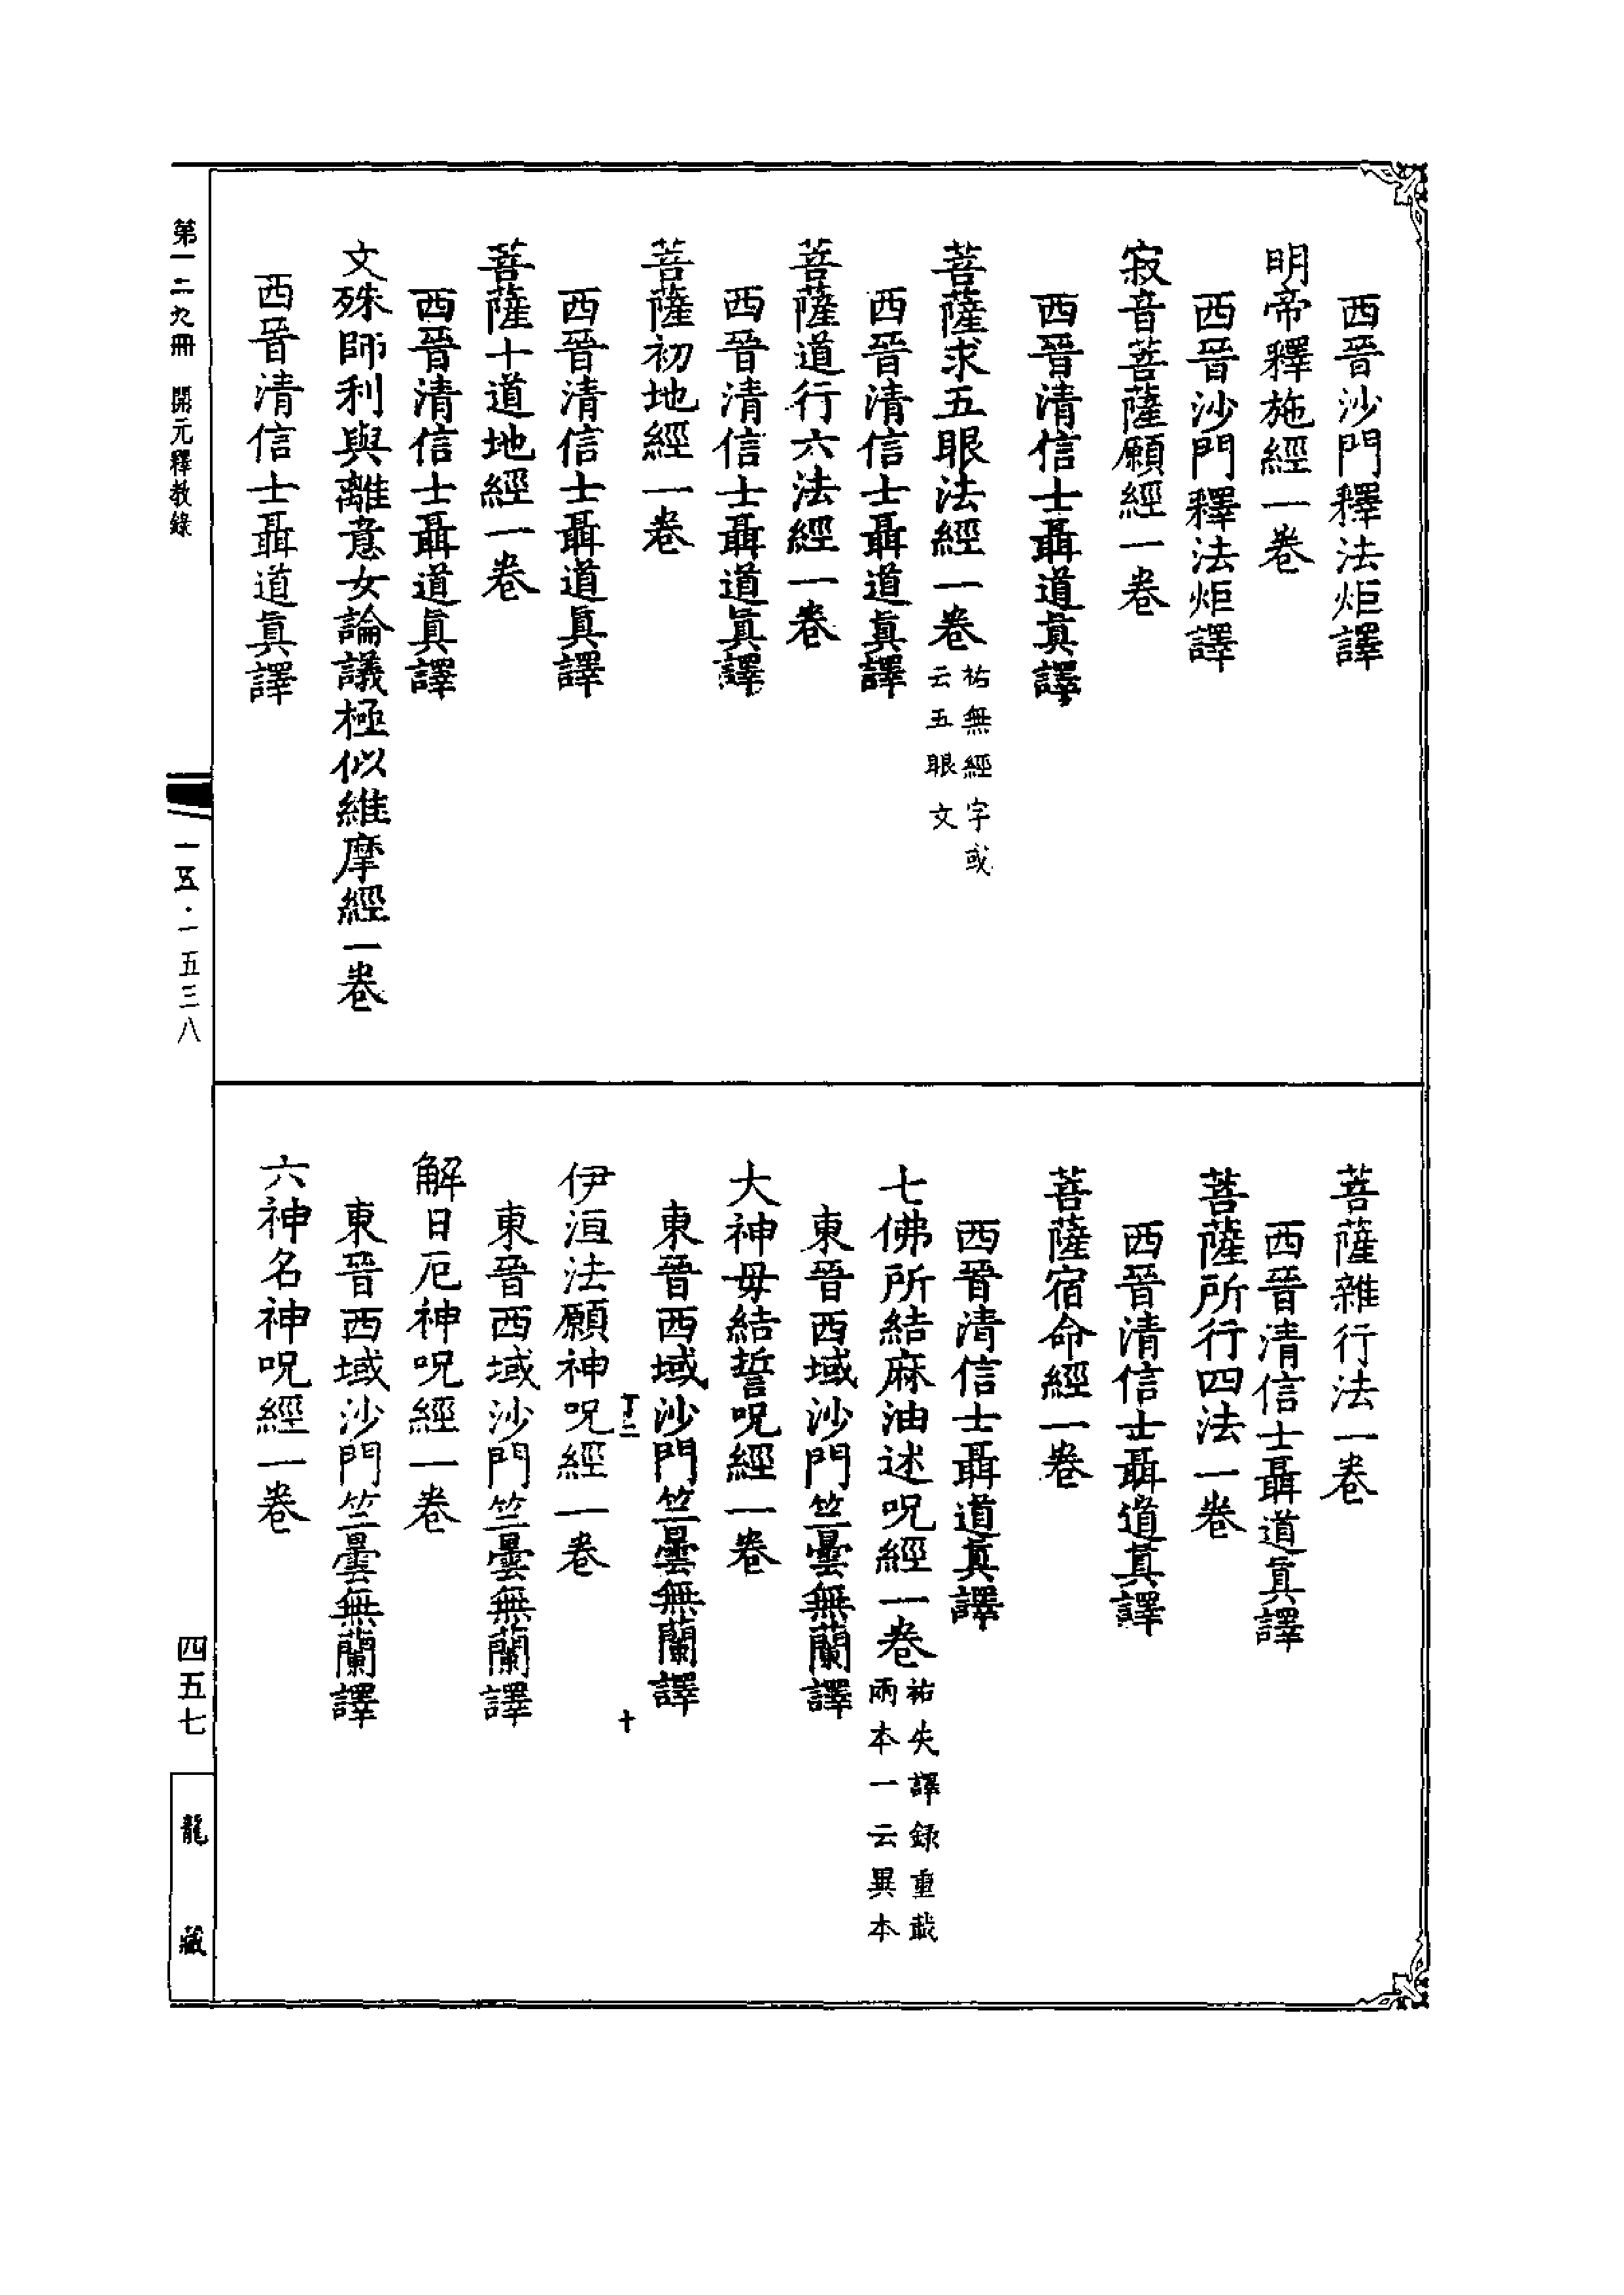 西晉沙門釋法炬譯
明帝釋施經一卷
西晉沙門釋法炬譯
寂音菩薩願經一卷
西晉清信士聶道眞譯
菩薩求五眼法經一卷祐無經字或
云五眼文
西晉清信士聶道眞譯
菩薩道行六法經一卷
西晉清信士聶道眞譯
菩薩初地經一卷
西晉清信士聶道眞譯
菩薩十道地經一卷
西晉清信士聶道眞譯
文殊師利與離意女論議極似維摩經一卷
西晉清信士聶道眞譯
菩薩雜行法一卷
西晉清信士聶道眞譯
菩薩所行四法一卷
西晉清信士聶道眞譯
菩薩宿命經一卷
西晉清信士聶道眞譯
七佛所結麻油述呪經一卷祐失譯錄重載
兩本一云異本
東晉西域沙門竺曇無蘭譯
大神毋結誓呪經一卷
東晉西域沙門竺曇無蘭譯
丁二 十
伊洹法願神呪經一卷
東晉西域沙門竺曇無蘭譯
解日厄神呪經一卷
東晉西域沙門竺曇無蘭譯
六神名神呪經一卷
第一二九冊 開元釋教錄
一五·一五三八
四五七
龍藏